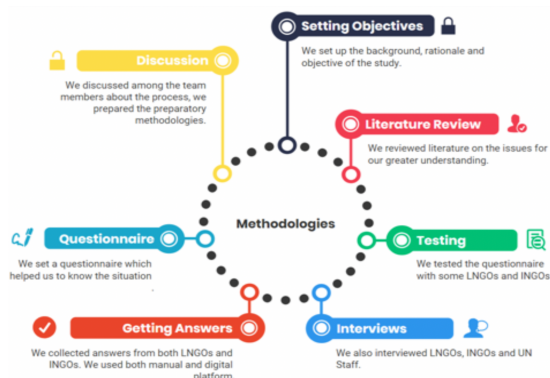 Setting Objectives
We set up the background, rationale and
objective of the study.
Discussion
We discussed among the team
members about the process, we
prepared the preparatory
methodologies.
Literature Review
We reviewed literature on the issues for
our greater understanding.
Methodologies
Questionnaire
We set a questionnaire which
helped us to know the situation
.
Testing
We tested the questionnaire
with some LNGOs and INGOs
Getting Answers
We collected answers from both LNGOs and
INGOs. We used both manual and digital
platform
Interviews
We also interviewed LNGOs, INGOs and UN
Staff.